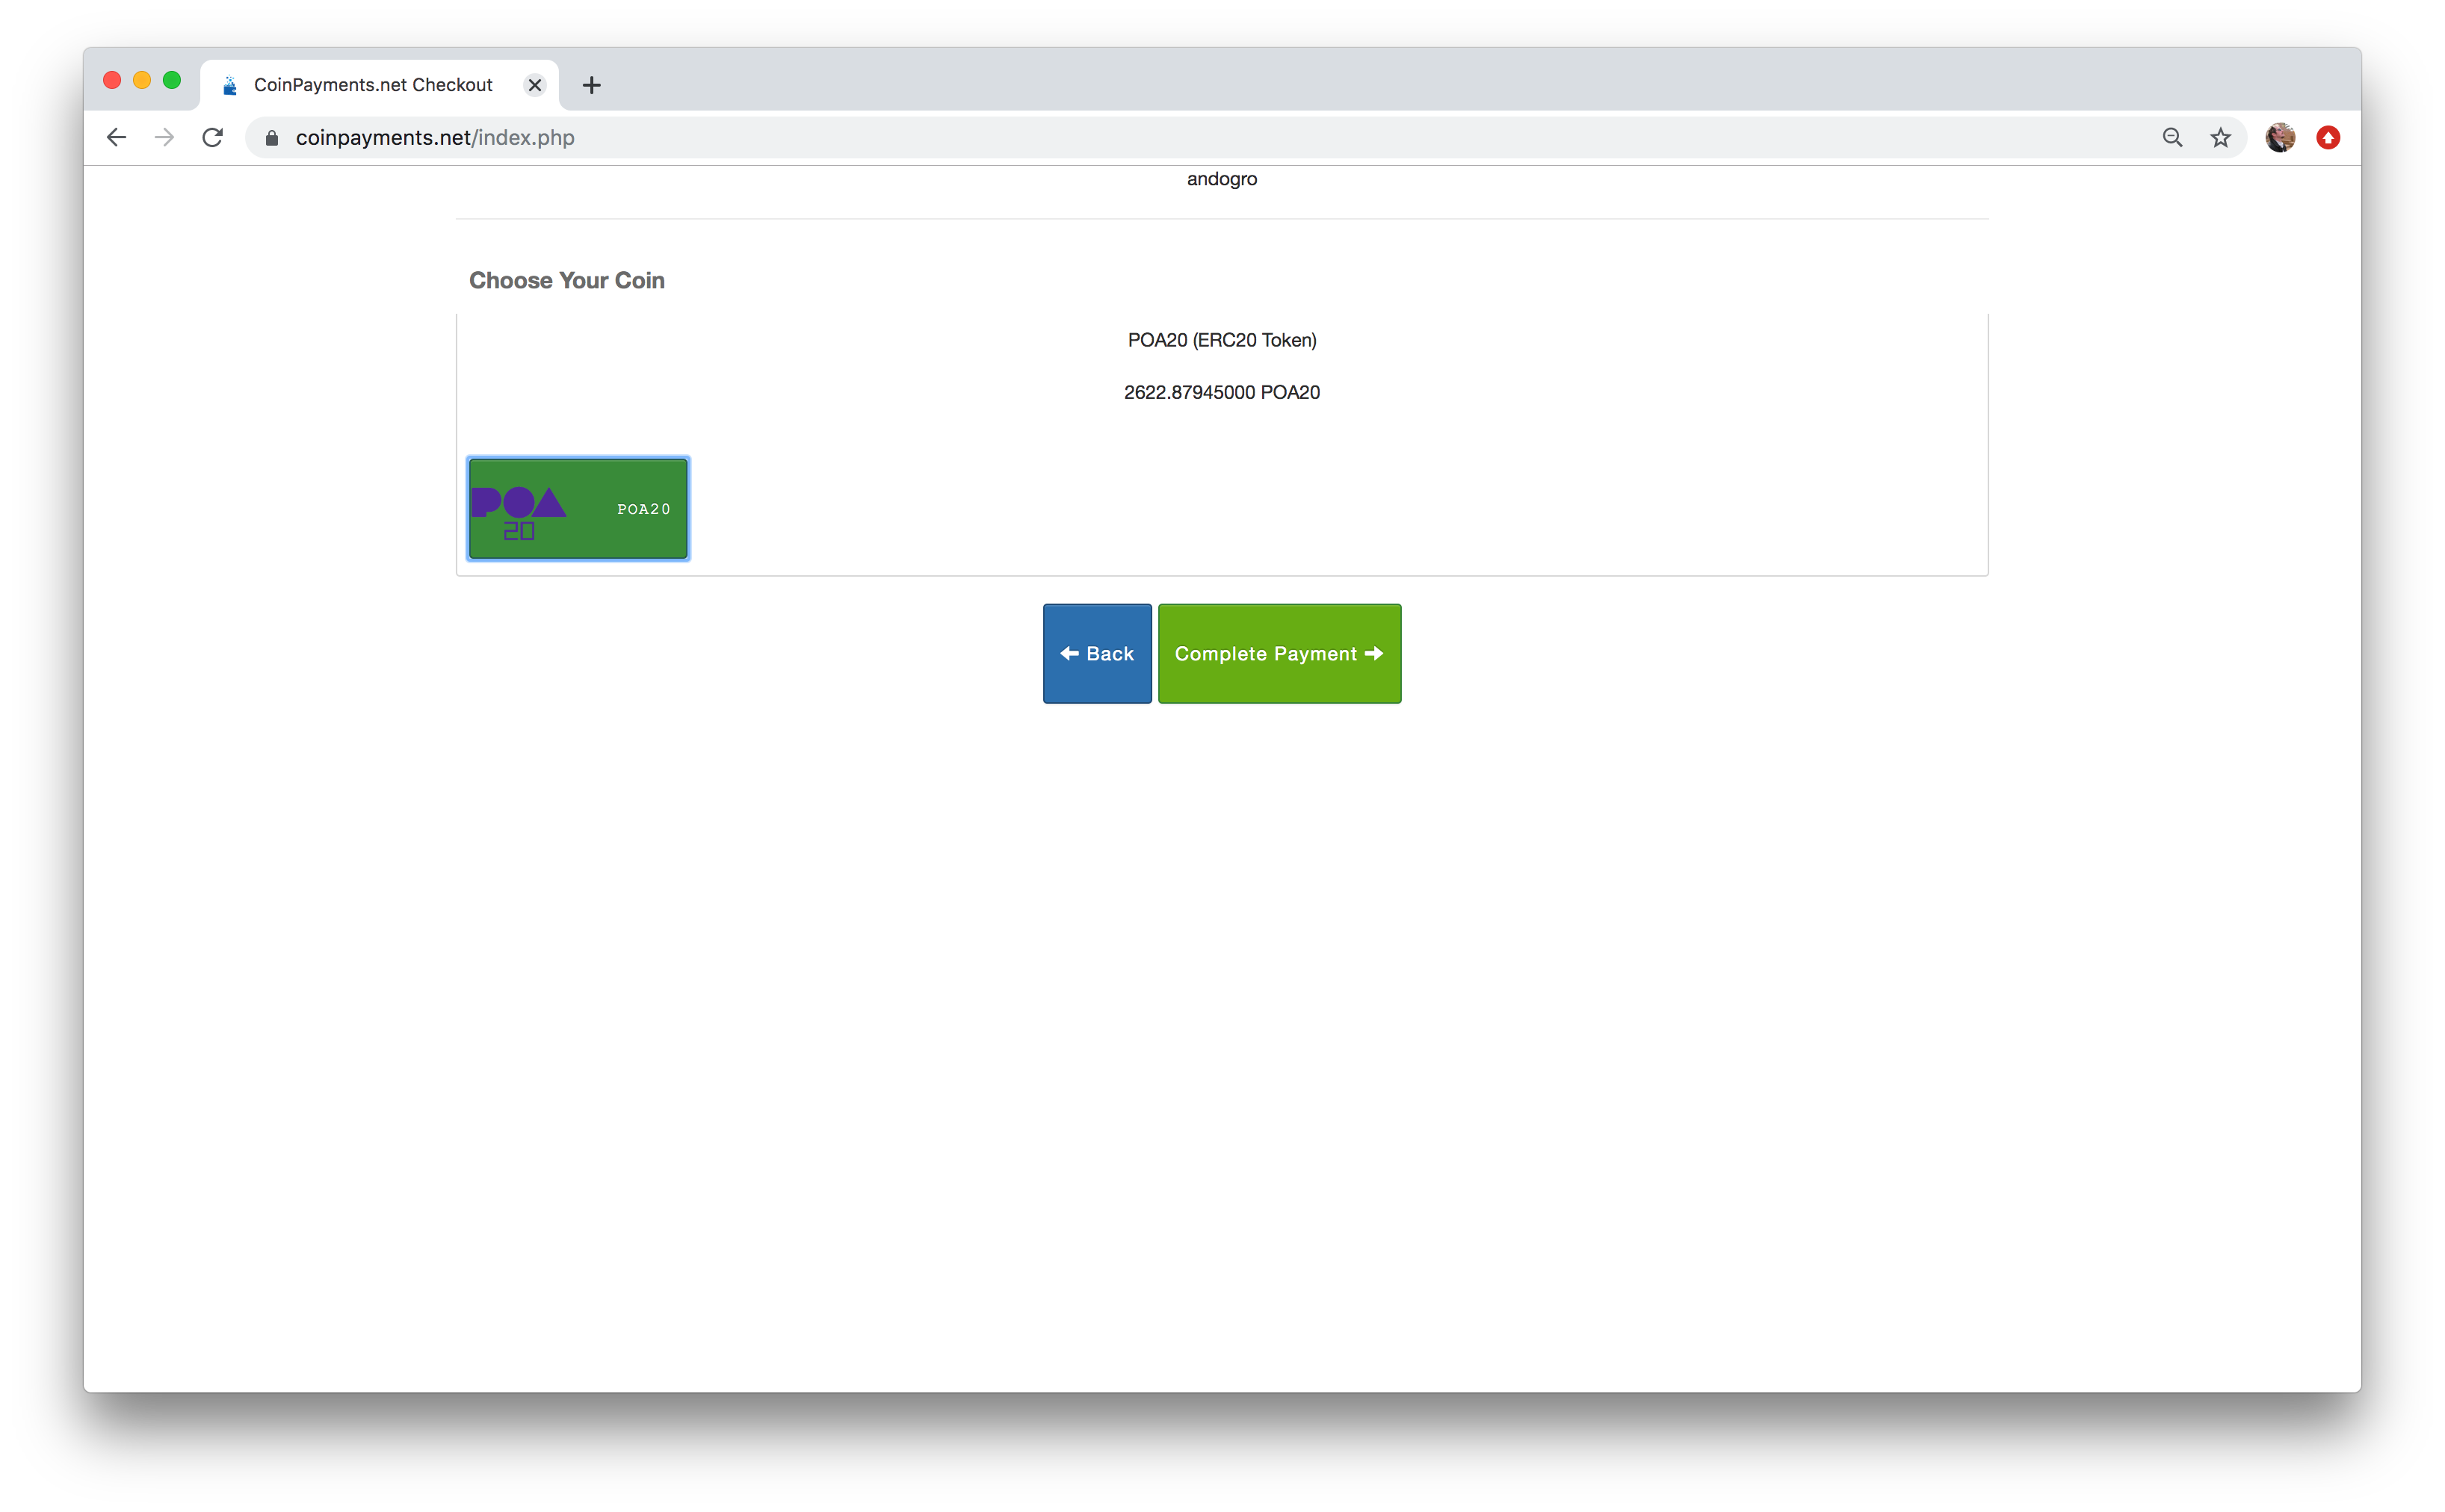 CoinPayments.net Checkout
coinpayments.net/index.php
andogro
Choose Your Coin
POA20 (ERC20 Token)
2622.87945000 POA20
POA
20
POA20
Back
Complete Payment